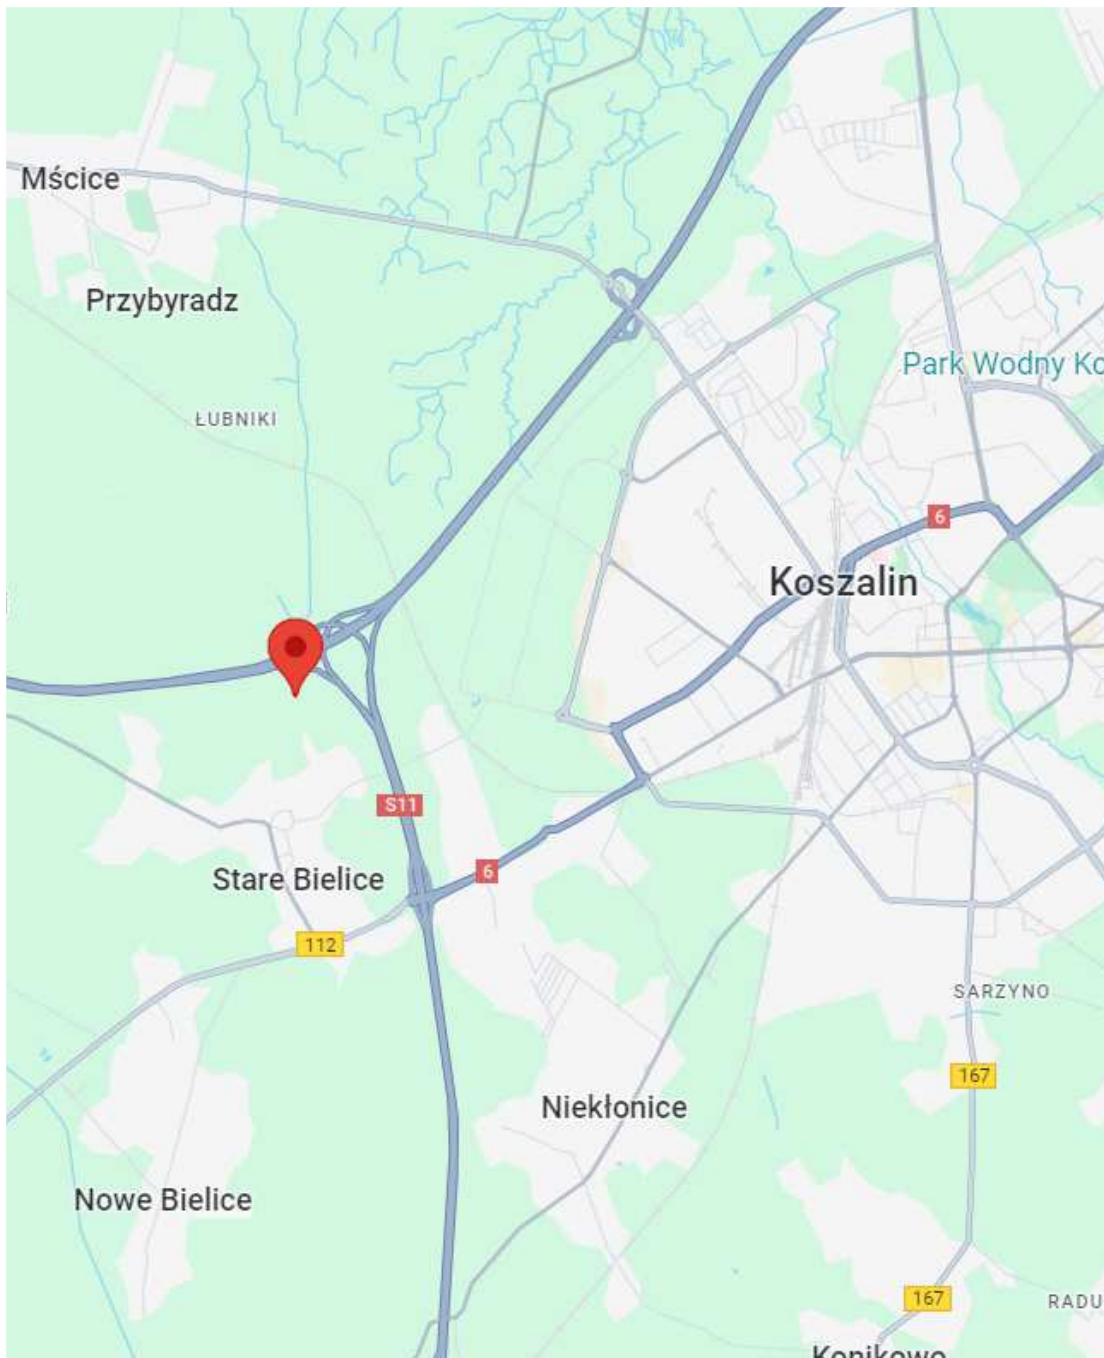 Mścice
Przybyradz
Park Wodny Ko
ŁUBNIKI
6
Koszalin
S11
6
Stare Bielice
112
SARZYNO
167
Niekłonice
Nowe Bielice
167
RADU
Konikowo